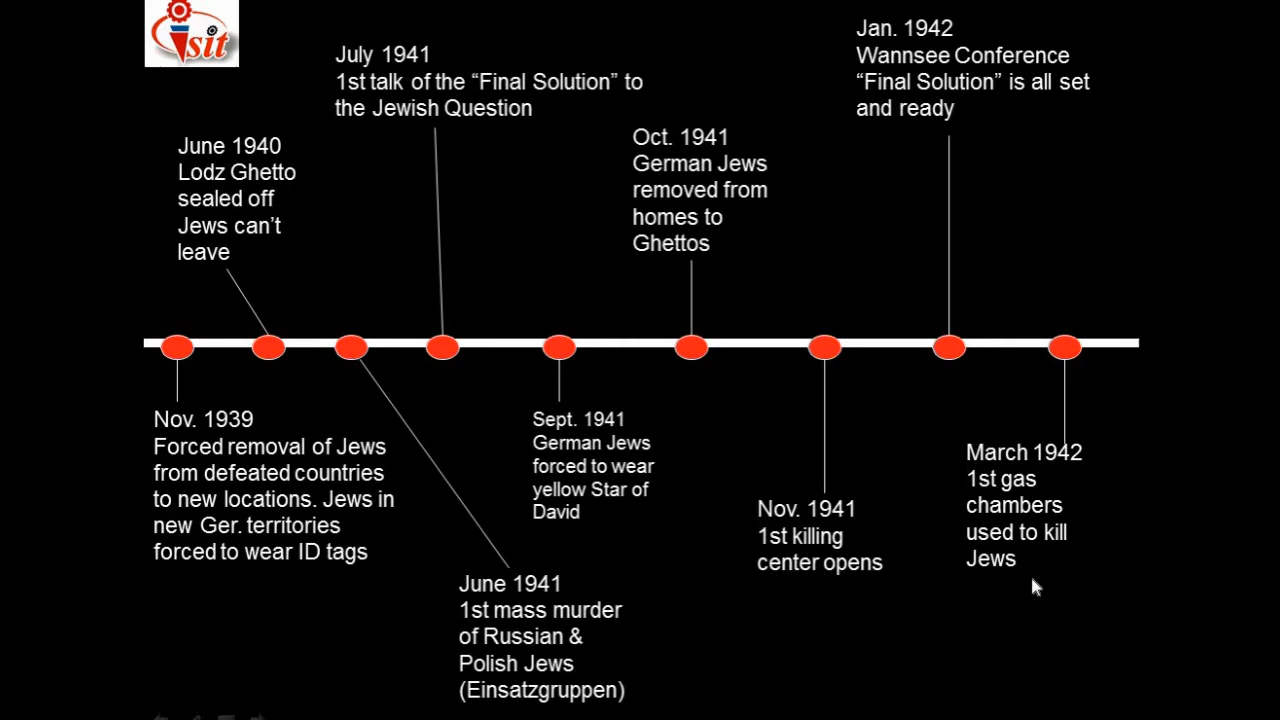 isit
July 1941
1st talk of the “Final Solution” to
the Jewish Question
Jan. 1942
Wannsee Conference
“Final Solution” is all set
and ready
June 1940
Lodz Ghetto
sealed off
Jews can’t
leave
Oct. 1941
German Jews
removed from
homes to
Ghettos
Nov. 1939
Forced removal of Jews
from defeated countries
to new locations. Jews in
new Ger. territories
forced to wear ID tags
June 1941
1st mass murder
of Russian &
Polish Jews
(Einsatzgruppen)
Sept. 1941
German Jews
forced to wear
yellow Star of
David
Nov. 1941
1st killing
center opens
March 1942
1st gas
chambers
used to kill
Jews